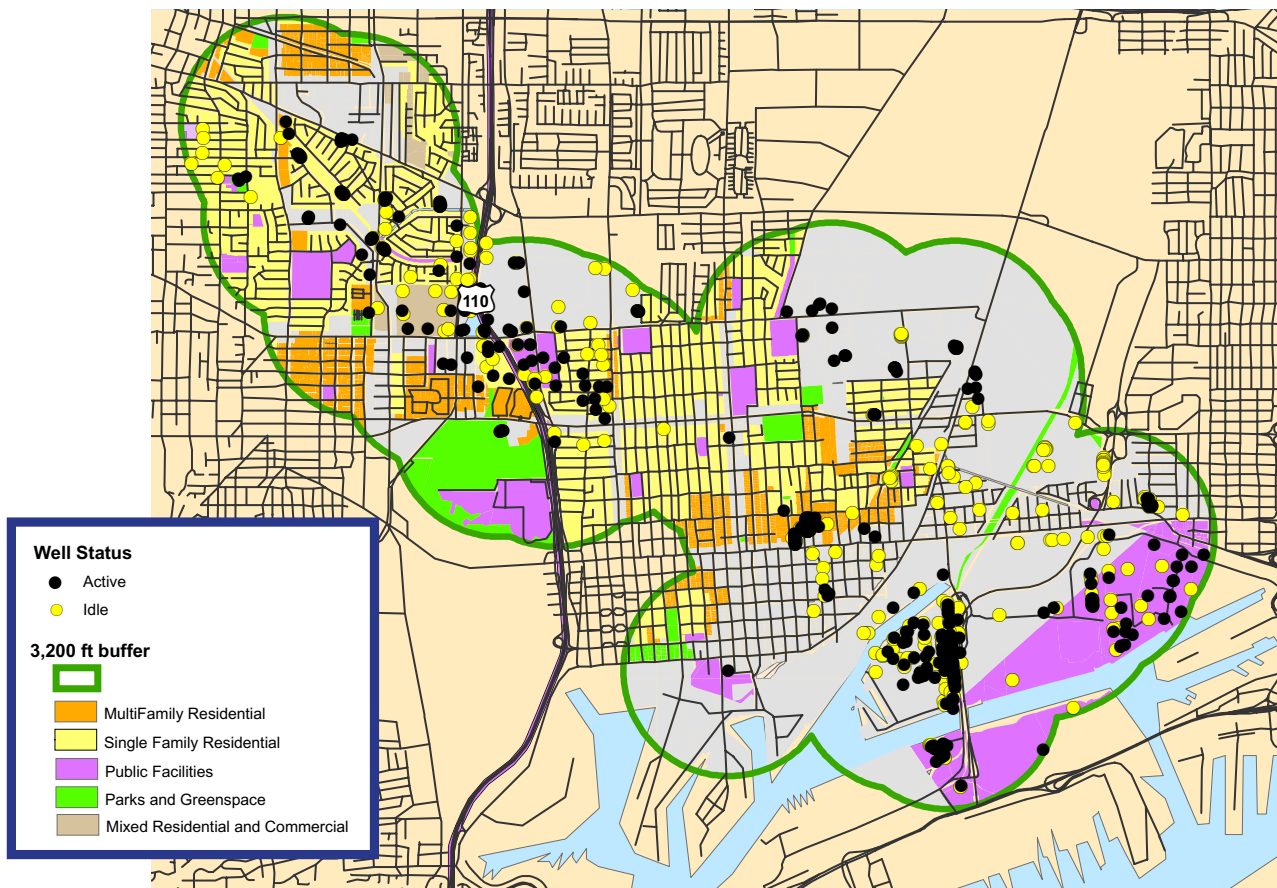 110
Well Status
Active
Idle
3,200 ft buffer
MultiFamily Residential
Single Family Residential
Public Facilities
Parks and Greenspace
Mixed Residential and Commercial